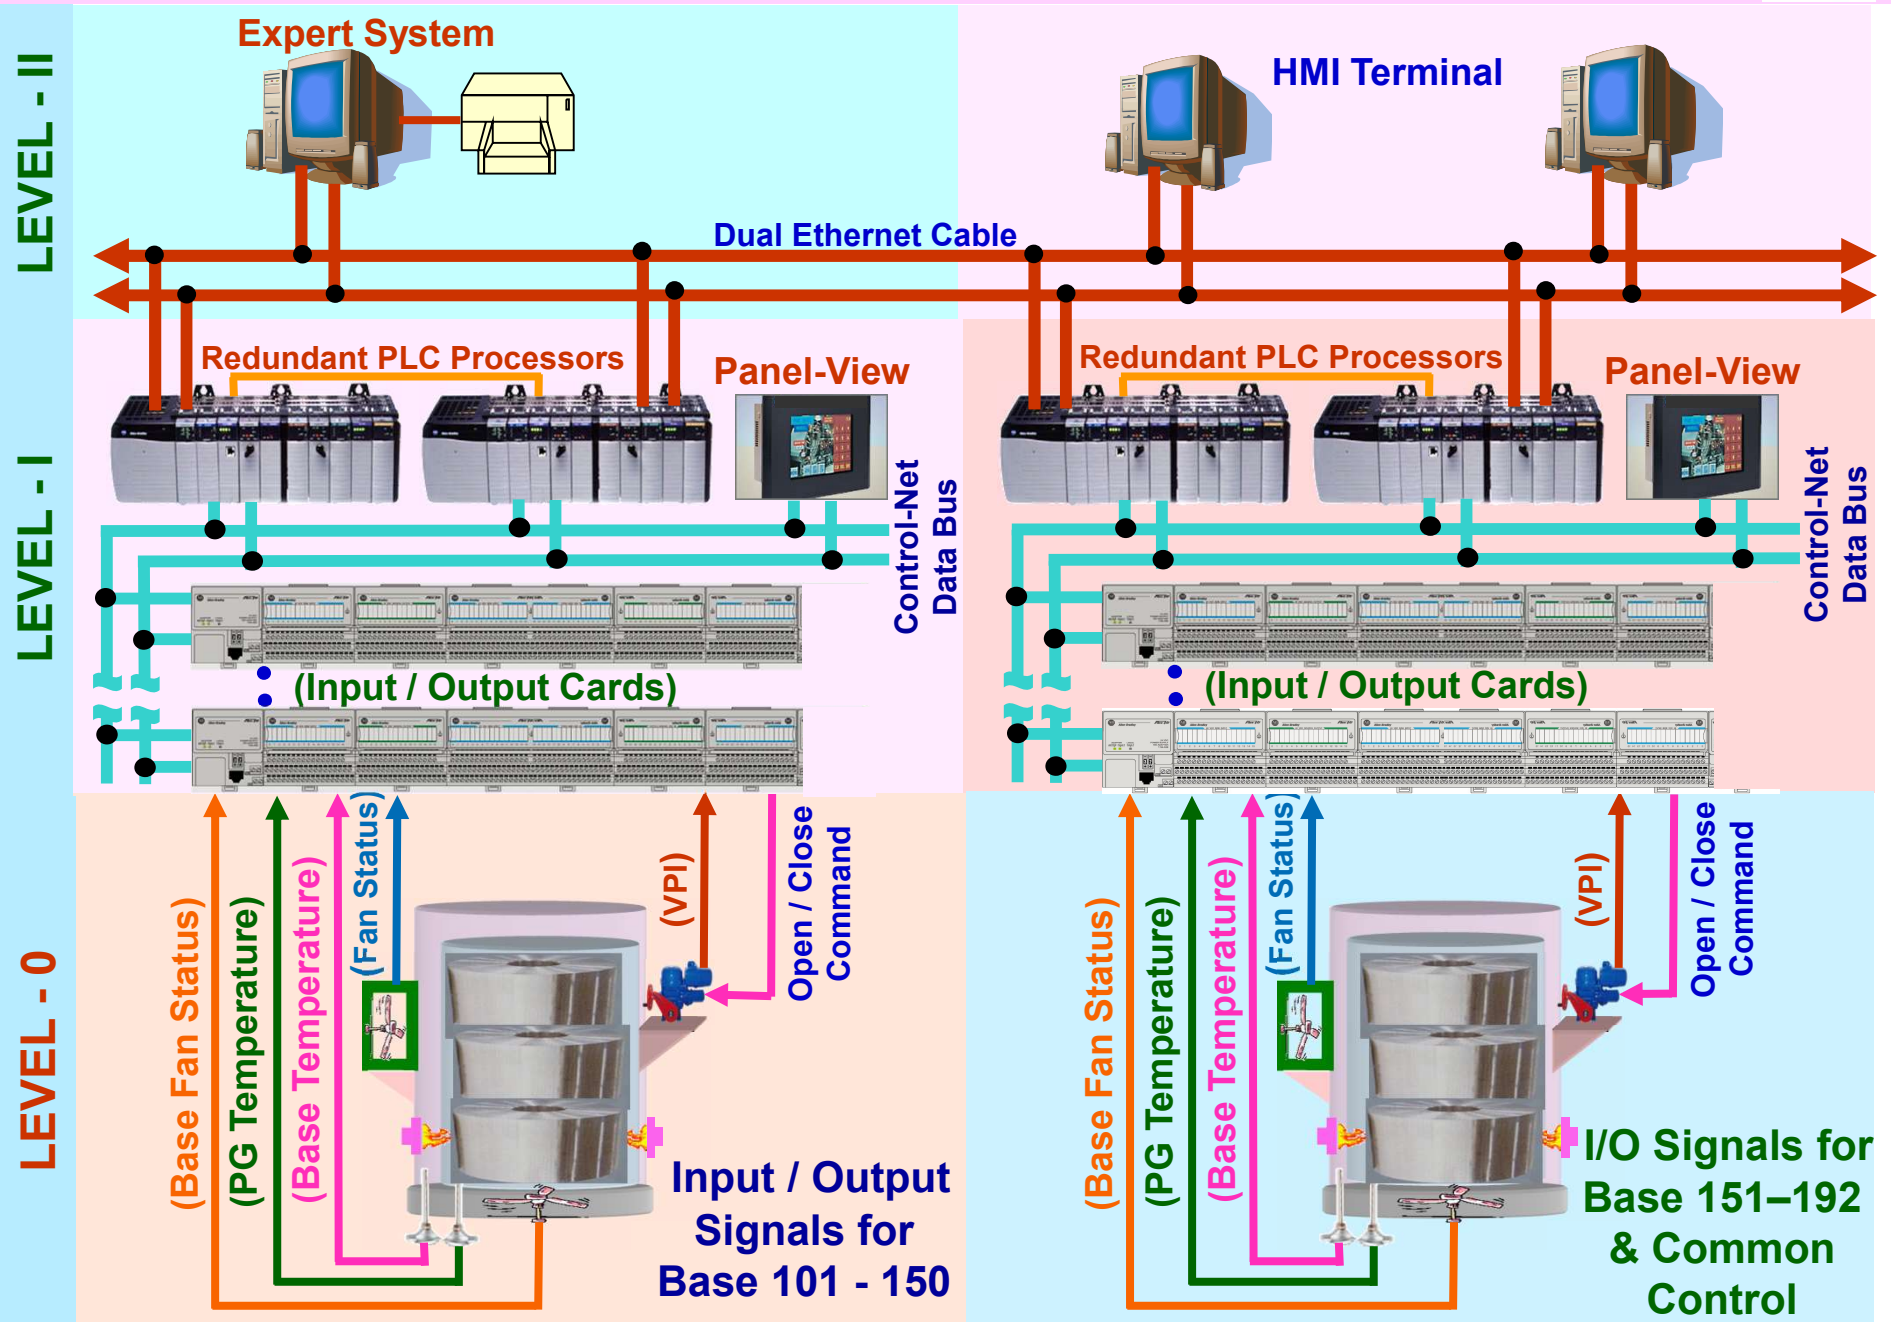 LEVEL - II
Expert System
HMI Terminal
Dual Ethernet Cable
LEVEL - I
Redundant PLC Processors
Panel-View
Control-Net
Data Bus
(Input / Output Cards)
Redundant PLC Processors
Panel-View
Control-Net
Data Bus
(Input / Output Cards)
LEVEL - 0
(Base Fan Status)
(PG Temperature)
(Base Temperature)
(Fan Status)
(VPI)
Open / Close
Command
Input / Output
Signals for
Base 101 - 150
(Base Fan Status)
(PG Temperature)
(Base Temperature)
(Fan Status)
(VPI)
Open / Close
Command
I/O Signals for
Base 151–192
& Common
Control